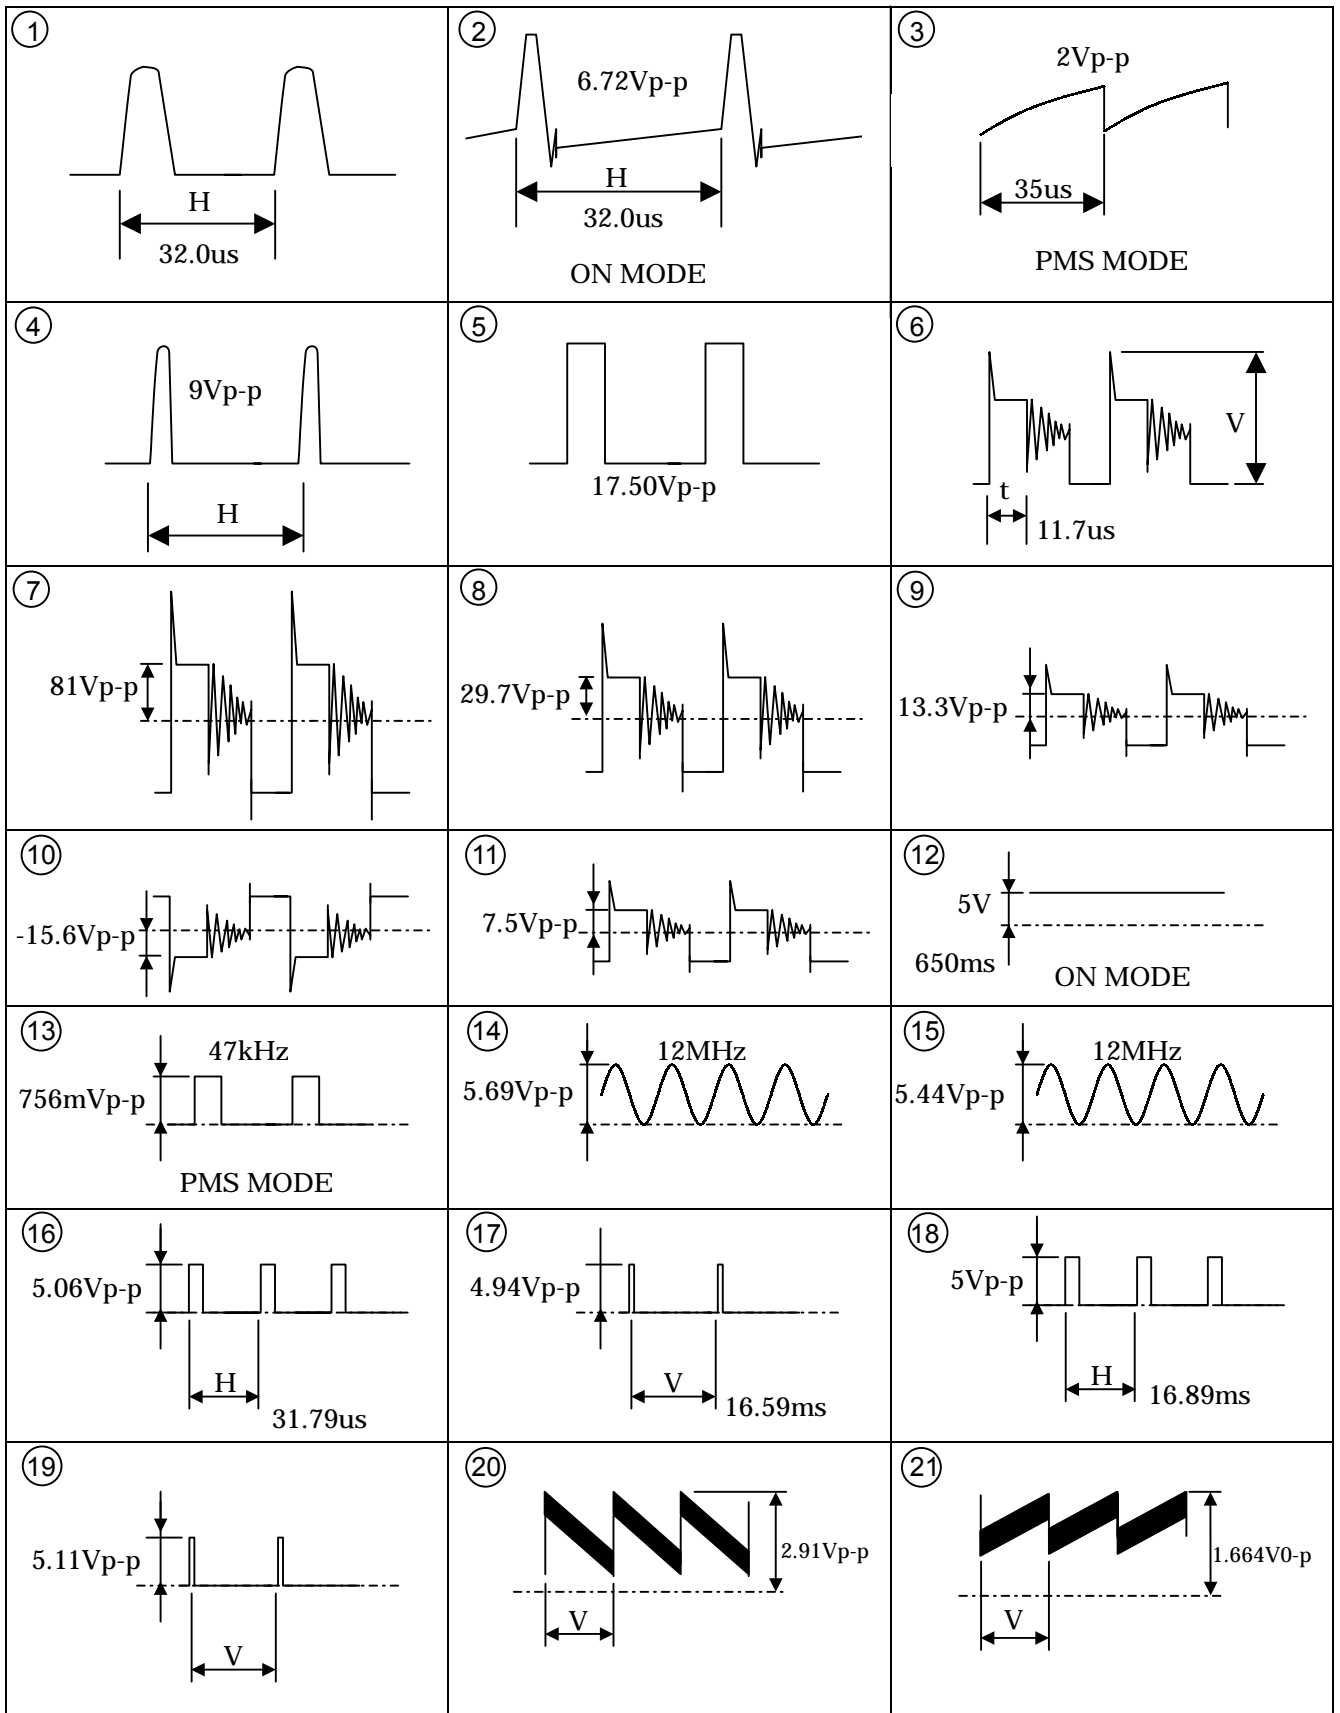 1
H
32.0us
2
6.72Vp-p
H
32.0us
ON MODE
3
2Vp-p
35us
PMS MODE
4
9Vp-p
H
5
17.50Vp-p
6
V
t
11.7us
7
81Vp-p
8
29.7Vp-p
9
13.3Vp-p
10
-15.6Vp-p
11
7.5Vp-p
12
5V
650ms
ON MODE
13
47kHz
756mVp-p
PMS MODE
14
12MHz
5.69Vp-p
15
12MHz
5.44Vp-p
16
5.06Vp-p
H
31.79us
17
4.94Vp-p
V
16.59ms
18
5Vp-p
H
16.89ms
19
5.11Vp-p
V
20
2.91Vp-p
V
21
1.664V0-p
V